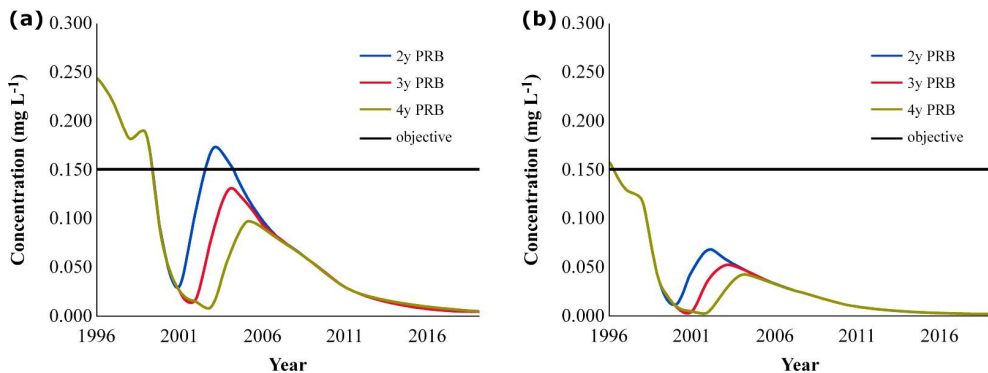 (a)
0.300
0.250
0.200
0.150
0.100
0.050
0.000
Concentration (mg L⁻¹)
2y PRB
3y PRB
4y PRB
objective
1996
2001
2006
2011
2016
Year
(b)
0.300
0.250
0.200
0.150
0.100
0.050
0.000
Concentration (mg L⁻¹)
2y PRB
3y PRB
4y PRB
objective
1996
2001
2006
2011
2016
Year